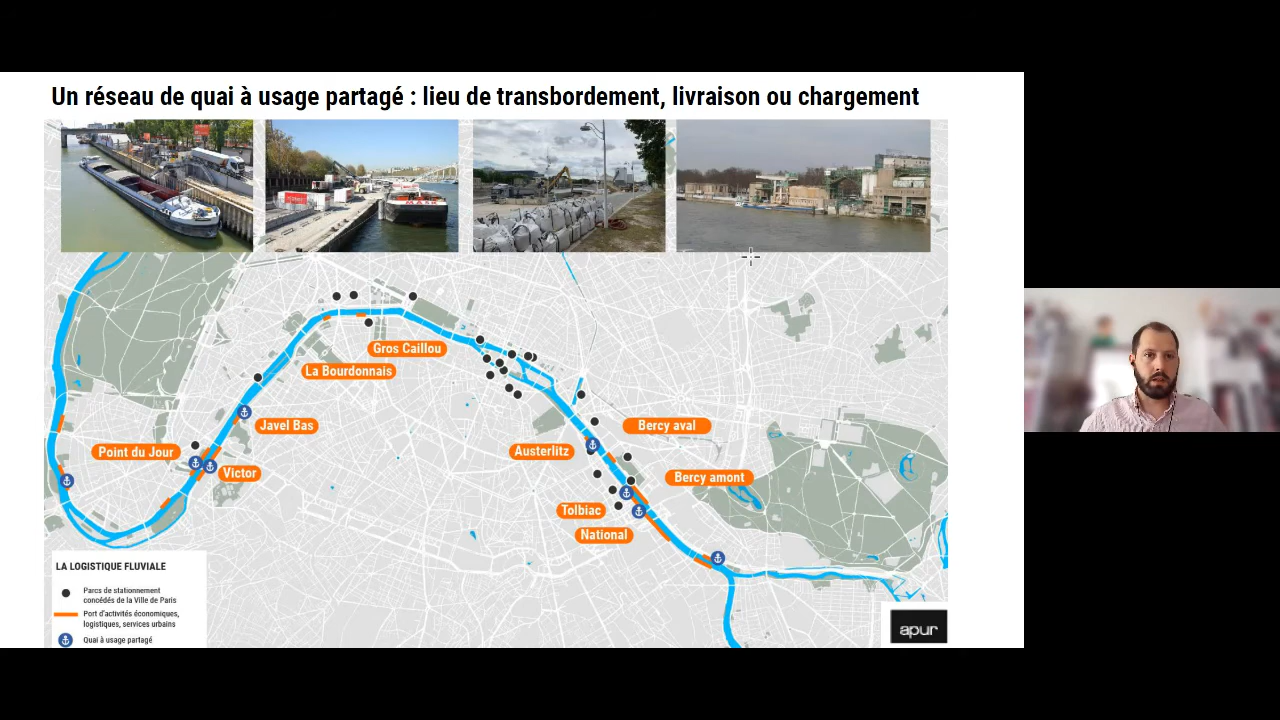 Un réseau de quai à usage partagé : lieu de transbordement, livraison ou chargement
Gros Caillou
La Bourdonnais
Javel Bas
Bercy aval
Point du Jour
Austerlitz
Victor
Bercy amont
Tolbiac
National
LA LOGISTIQUE FLUVIALE
Parcs de stationnement
concédés de la Ville de Paris
Port d'activités économiques,
logistiques, services urbains
Quai à usage partagé
apur